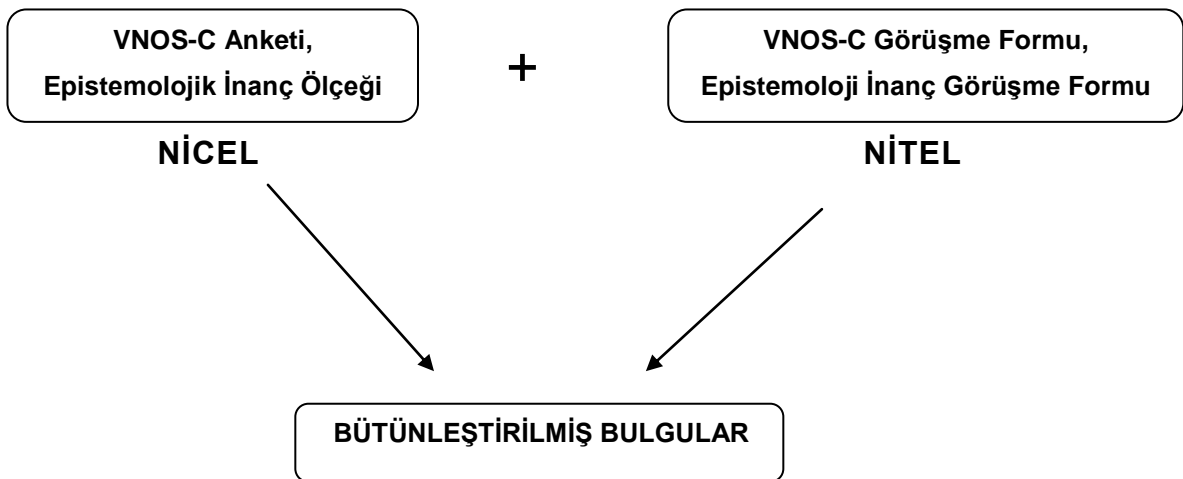 VNOS-C Anketi,
Epistemolojik İnanç Ölçeği
+
VNOS-C Görüşme Formu,
Epistemoloji İnanç Görüşme Formu
NİCEL
NİTEL
BÜTÜNLEŞTİRİLMİŞ BULGULAR